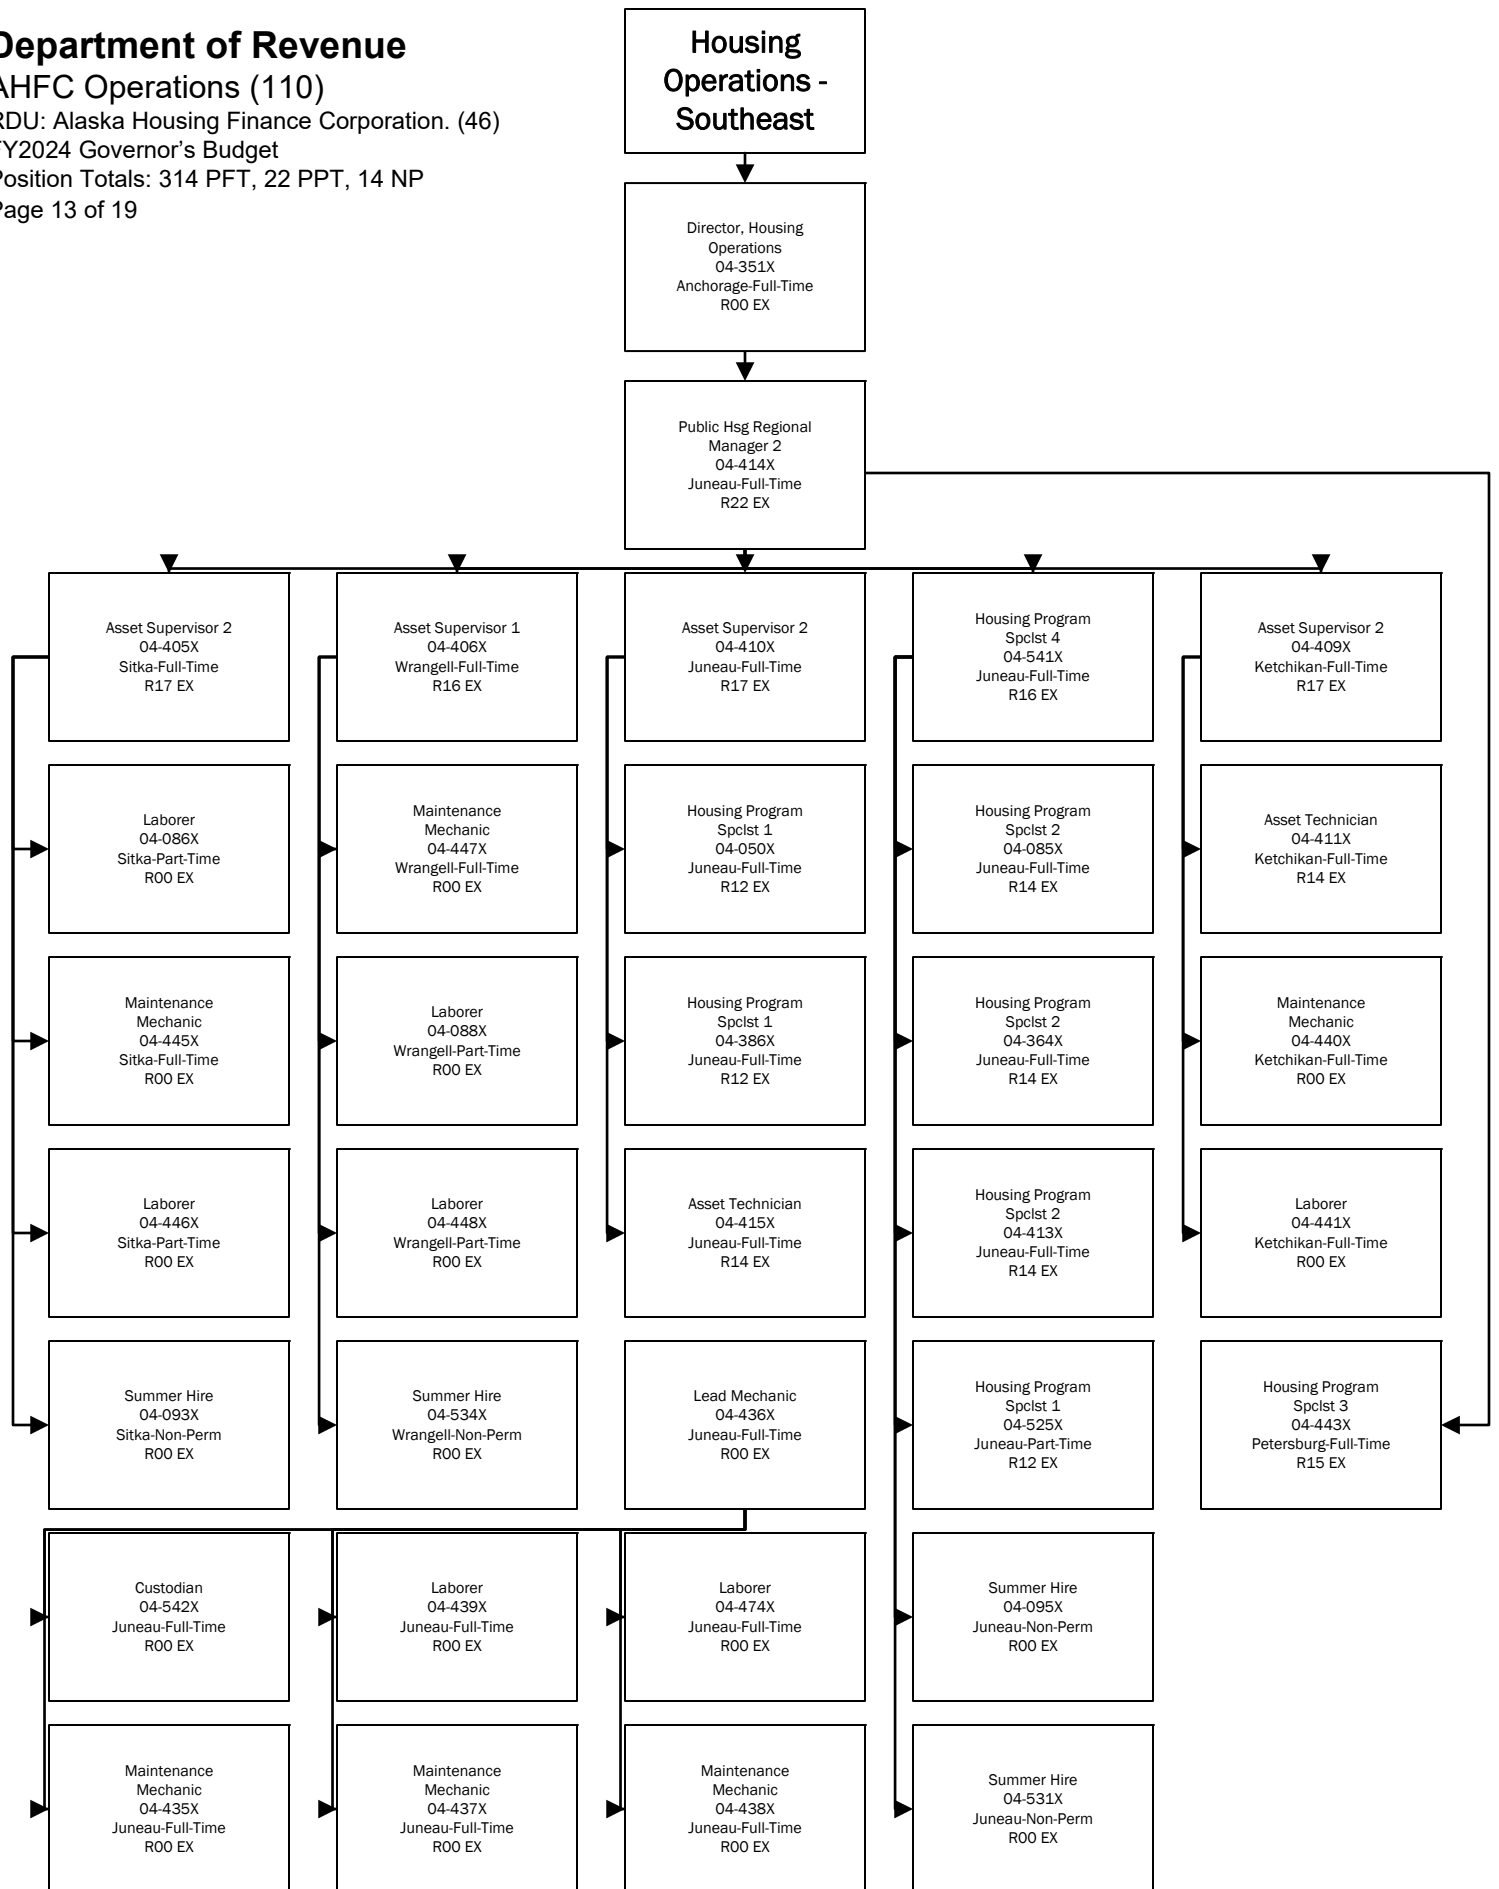 Department of Revenue
AHFC Operations (110)
RDU: Alaska Housing Finance Corporation. (46)
FY2024 Governor's Budget
Position Totals: 314 PFT, 22 PPT, 14 NP
Page 13 of 19
Housing
Operations -
Southeast
Director, Housing
Operations
04-351X
Anchorage-Full-Time
R00 EX
Public Hsg Regional
Manager 2
04-414X
Juneau-Full-Time
R22 EX
Asset Supervisor 2
04-405X
Sitka-Full-Time
R17 EX
Asset Supervisor 1
04-406X
Wrangell-Full-Time
R16 EX
Asset Supervisor 2
04-410X
Juneau-Full-Time
R17 EX
Housing Program
Spclst 4
04-541X
Juneau-Full-Time
R16 EX
Asset Supervisor 2
04-409X
Ketchikan-Full-Time
R17 EX
Laborer
04-086X
Sitka-Part-Time
R00 EX
Maintenance
Mechanic
04-447X
Wrangell-Full-Time
R00 EX
Housing Program
Spclst 1
04-050X
Juneau-Full-Time
R12 EX
Housing Program
Spclst 2
04-085X
Juneau-Full-Time
R14 EX
Asset Technician
04-411X
Ketchikan-Full-Time
R14 EX
Maintenance
Mechanic
04-445X
Sitka-Full-Time
R00 EX
Laborer
04-088X
Wrangell-Part-Time
R00 EX
Housing Program
Spclst 1
04-386X
Juneau-Full-Time
R12 EX
Housing Program
Spclst 2
04-364X
Juneau-Full-Time
R14 EX
Maintenance
Mechanic
04-440X
Ketchikan-Full-Time
R00 EX
Laborer
04-446X
Sitka-Part-Time
R00 EX
Laborer
04-448X
Wrangell-Part-Time
R00 EX
Asset Technician
04-415X
Juneau-Full-Time
R14 EX
Housing Program
Spclst 2
04-413X
Juneau-Full-Time
R14 EX
Laborer
04-441X
Ketchikan-Full-Time
R00 EX
Summer Hire
04-093X
Sitka-Non-Perm
R00 EX
Summer Hire
04-534X
Wrangell-Non-Perm
R00 EX
Lead Mechanic
04-436X
Juneau-Full-Time
R00 EX
Housing Program
Spclst 1
04-525X
Juneau-Part-Time
R12 EX
Housing Program
Spclst 3
04-443X
Petersburg-Full-Time
R15 EX
Custodian
04-542X
Juneau-Full-Time
R00 EX
Laborer
04-439X
Juneau-Full-Time
R00 EX
Laborer
04-474X
Juneau-Full-Time
R00 EX
Summer Hire
04-095X
Juneau-Non-Perm
R00 EX
Maintenance
Mechanic
04-435X
Juneau-Full-Time
R00 EX
Maintenance
Mechanic
04-437X
Juneau-Full-Time
R00 EX
Maintenance
Mechanic
04-438X
Juneau-Full-Time
R00 EX
Summer Hire
04-531X
Juneau-Non-Perm
R00 EX